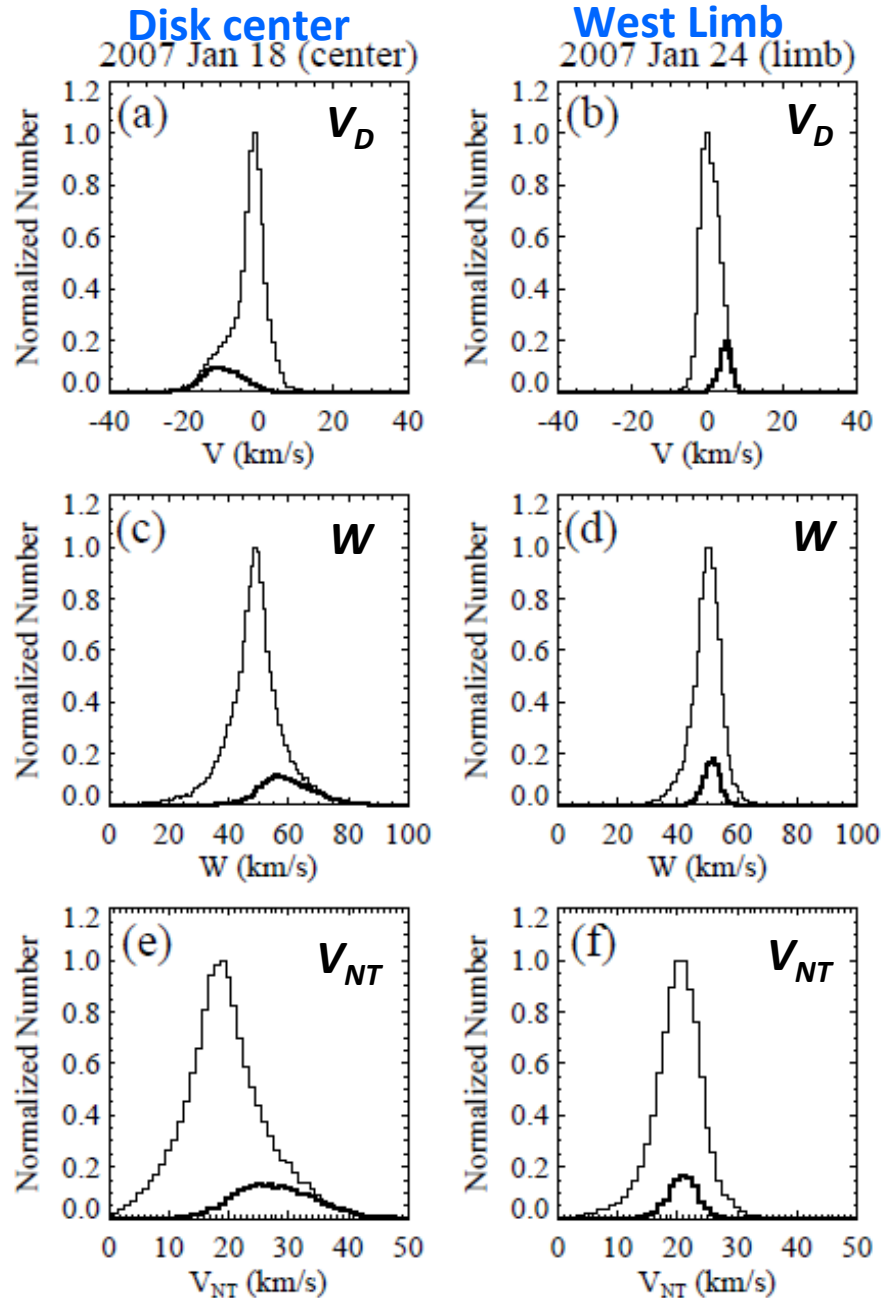 Disk center
West Limb
2007 Jan 18 (center)
2007 Jan 24 (limb)
(a)
V_D
Normalized Number
1.2
1.0
0.8
0.6
0.4
0.2
0.0
-40 -20 0 20 40
V (km/s)
(b)
V_D
Normalized Number
1.2
1.0
0.8
0.6
0.4
0.2
0.0
-40 -20 0 20 40
V (km/s)
(c)
W
Normalized Number
1.2
1.0
0.8
0.6
0.4
0.2
0.0
0 20 40 60 80 100
W (km/s)
(d)
W
Normalized Number
1.2
1.0
0.8
0.6
0.4
0.2
0.0
0 20 40 60 80 100
W (km/s)
(e)
V_NT
Normalized Number
1.2
1.0
0.8
0.6
0.4
0.2
0.0
0 10 20 30 40 50
V_NT (km/s)
(f)
V_NT
Normalized Number
1.2
1.0
0.8
0.6
0.4
0.2
0.0
0 10 20 30 40 50
V_NT (km/s)